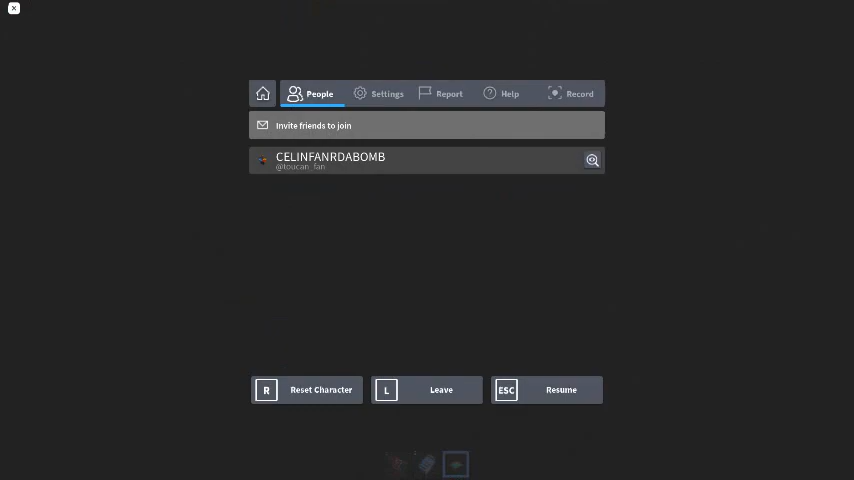 People
Settings
Report
Help
Record
Invite friends to join
CELINFANRDABOMB
@toucan_fan
R
Reset Character
L
Leave
ESC
Resume